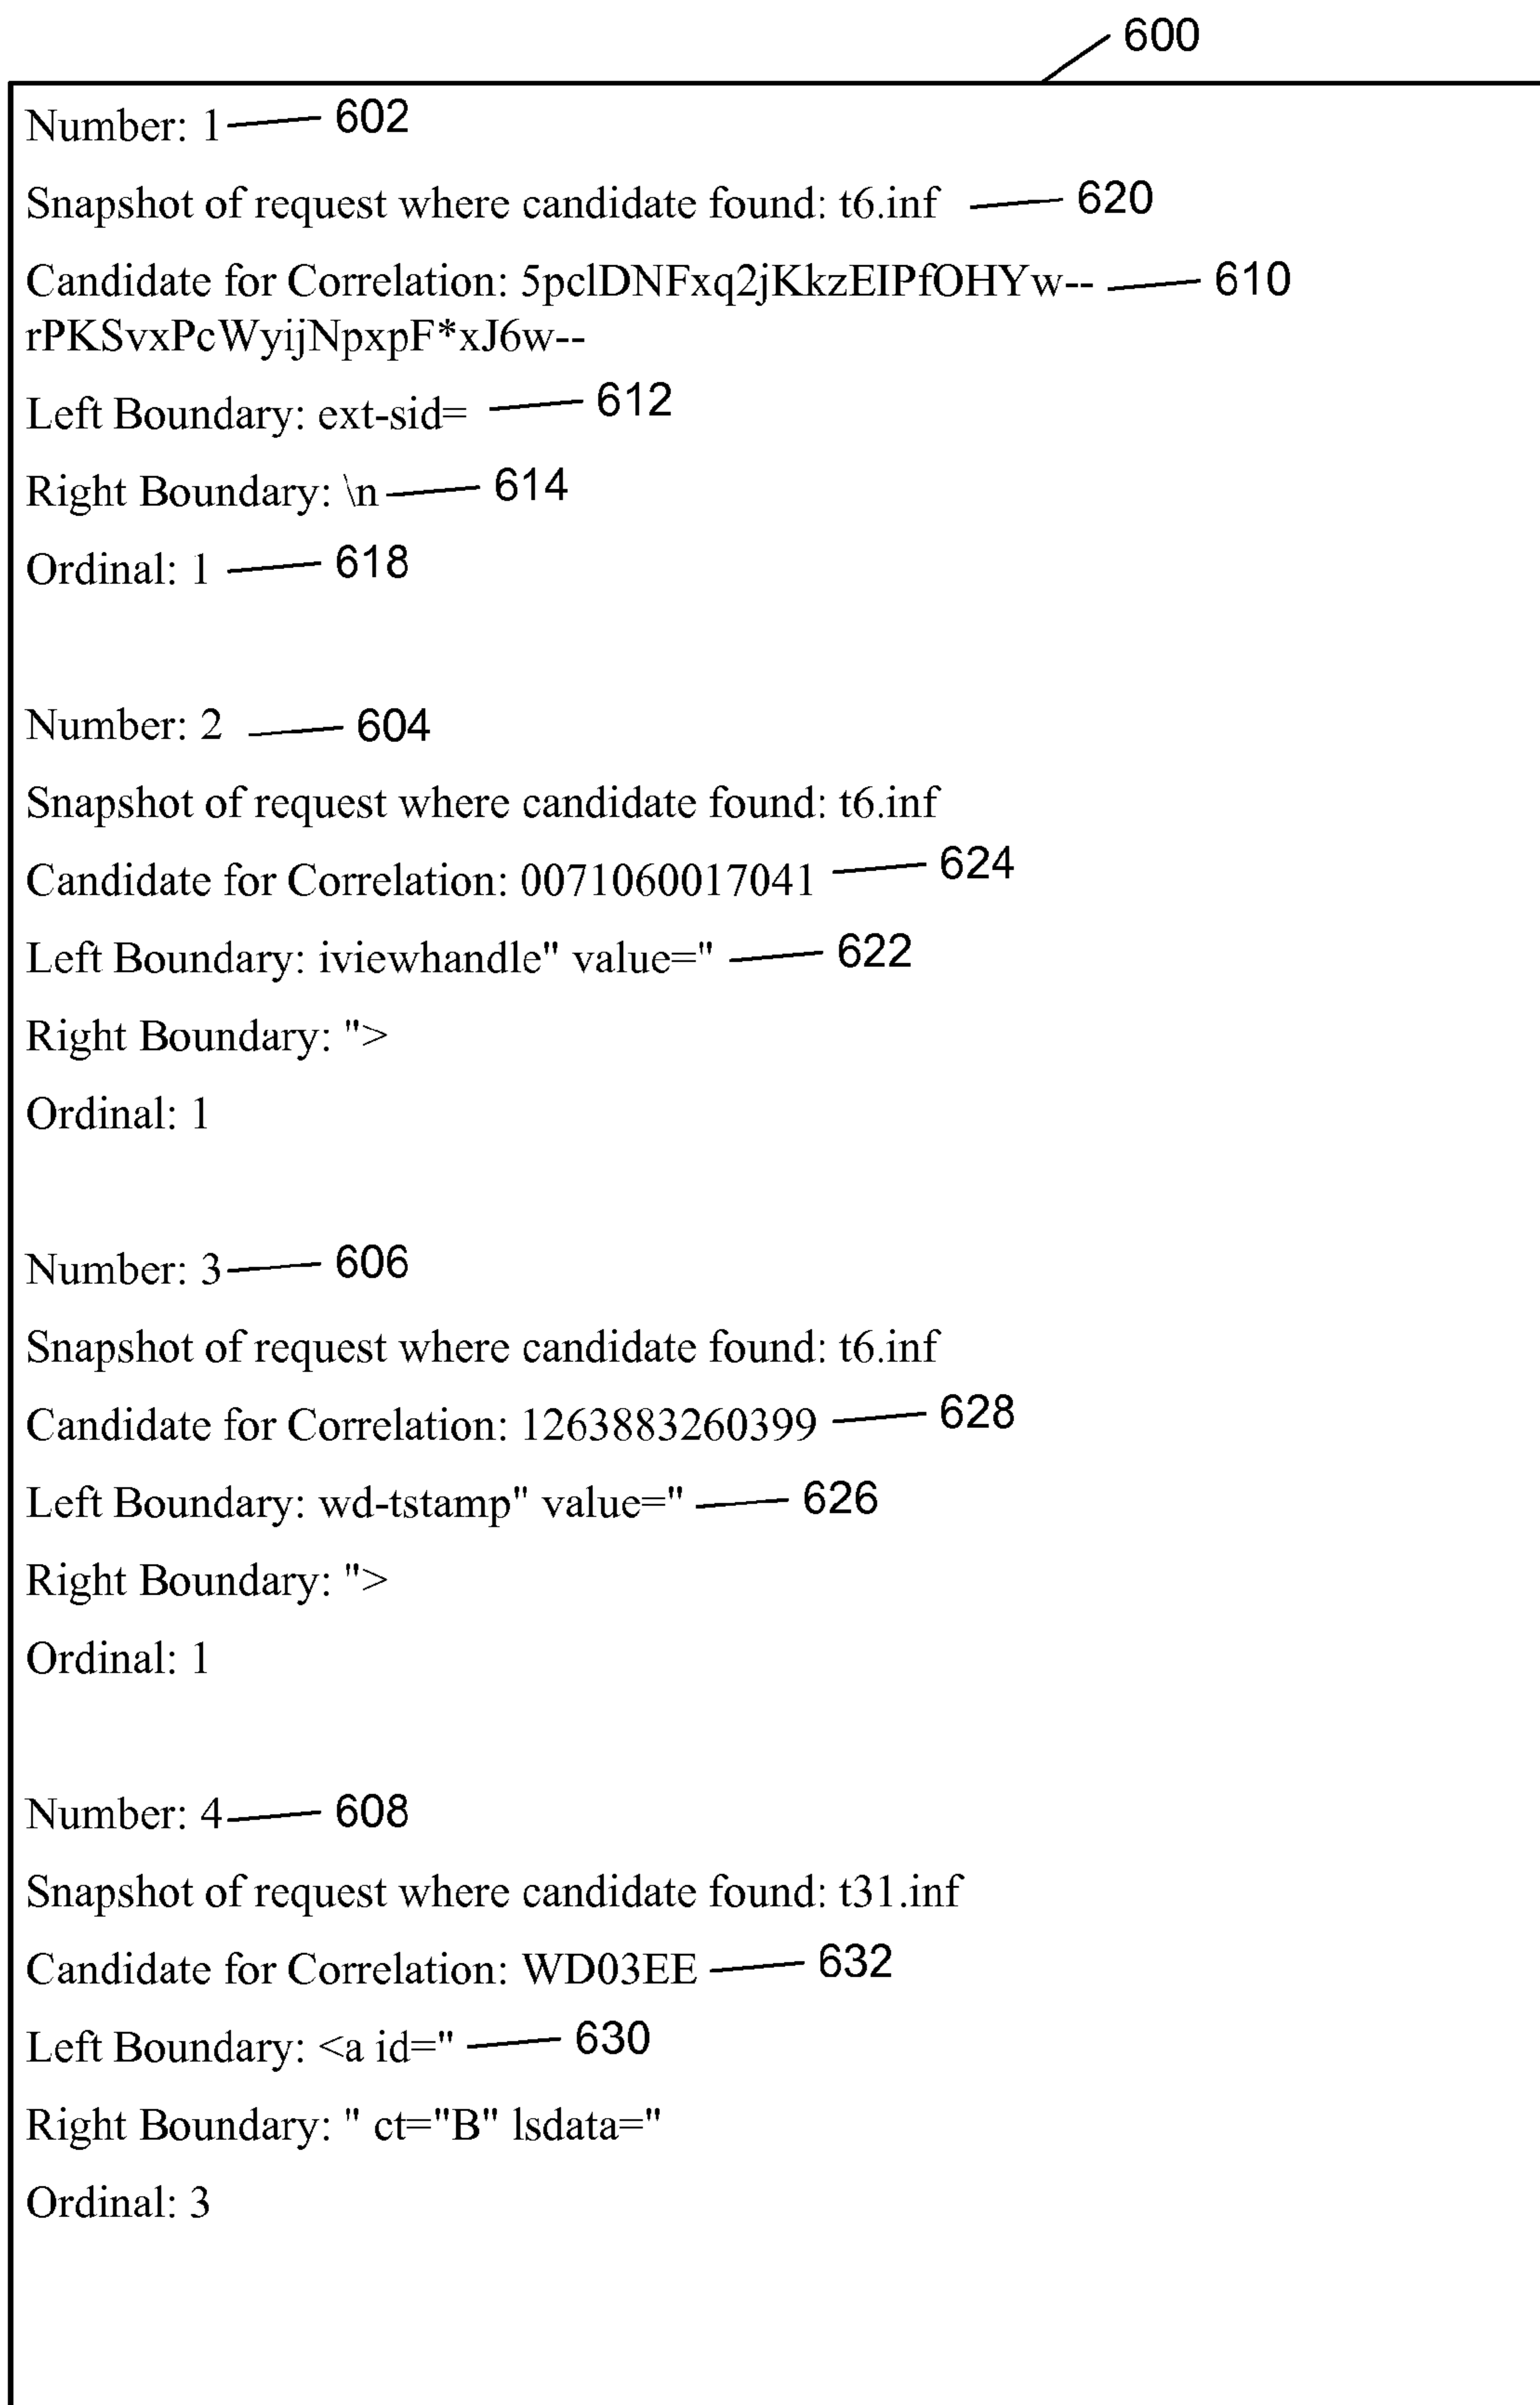 600
Number: 1 602
Snapshot of request where candidate found: t6.inf 620
Candidate for Correlation: 5pclDNFxq2jKkzEIPfOHYw-- 610
rPKSvxPcWyijNpxpF*xJ6w--
Left Boundary: ext-sid= 612
Right Boundary: \n 614
Ordinal: 1 618
Number: 2 604
Snapshot of request where candidate found: t6.inf
Candidate for Correlation: 0071060017041 624
Left Boundary: iviewhandle" value=" 622
Right Boundary: ">
Ordinal: 1
Number: 3 606
Snapshot of request where candidate found: t6.inf
Candidate for Correlation: 1263883260399 628
Left Boundary: wd-tstamp" value=" 626
Right Boundary: ">
Ordinal: 1
Number: 4 608
Snapshot of request where candidate found: t31.inf
Candidate for Correlation: WD03EE 632
Left Boundary: <a id=" 630
Right Boundary: " ct="B" lsdata="
Ordinal: 3